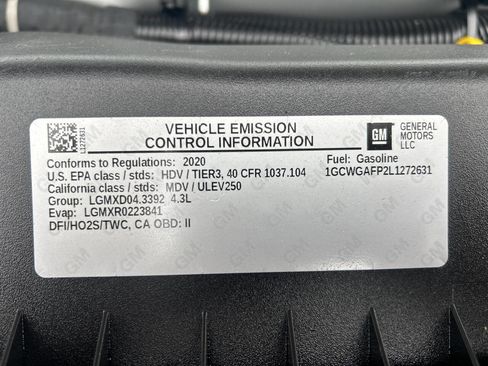 11272631
VEHICLE EMISSION
CONTROL INFORMATION
GM
GENERAL
MOTORS
LLC
Conforms to Regulations: 2020
Fuel: Gasoline
U.S. EPA class / stds: HDV / TIER3, 40 CFR 1037.104
1GCWGAFP2L1272631
California class / stds: MDV / ULEV250
Group: LGMXD04.3392 4.3L
Evap: LGMXR0223841
DFI/HO2S/TWC, CA OBD: II